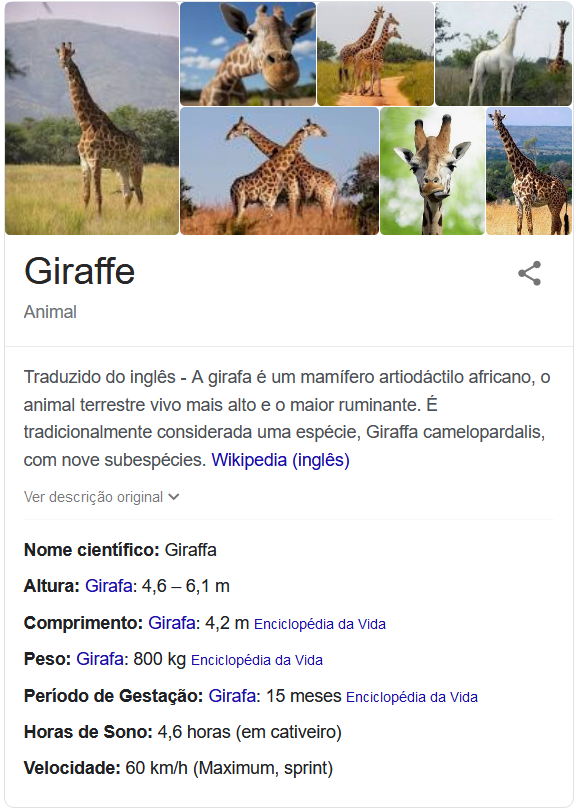 Giraffe
Animal
Traduzido do inglês - A girafa é um mamífero artiodáctilo africano, o
animal terrestre vivo mais alto e o maior ruminante. É
tradicionalmente considerada uma espécie, Giraffa camelopardalis,
com nove subespécies. Wikipedia (inglês)
Ver descrição original
Nome científico: Giraffa
Altura: Girafa: 4,6 – 6,1 m
Comprimento: Girafa: 4,2 m Enciclopédia da Vida
Peso: Girafa: 800 kg Enciclopédia da Vida
Período de Gestação: Girafa: 15 meses Enciclopédia da Vida
Horas de Sono: 4,6 horas (em cativeiro)
Velocidade: 60 km/h (Maximum, sprint)